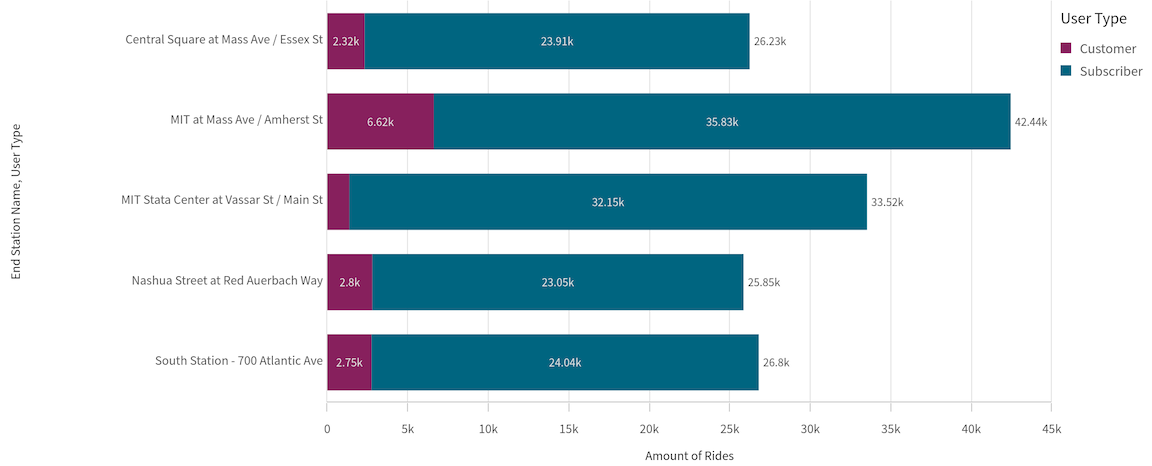 User Type
Customer
Subscriber
End Station Name, User Type
Central Square at Mass Ave / Essex St 2.32k 23.91k 26.23k
MIT at Mass Ave / Amherst St 6.62k 35.83k 42.44k
MIT Stata Center at Vassar St / Main St 32.15k 33.52k
Nashua Street at Red Auerbach Way 2.8k 23.05k 25.85k
South Station - 700 Atlantic Ave 2.75k 24.04k 26.8k
0 5k 10k 15k 20k 25k 30k 35k 40k 45k
Amount of Rides